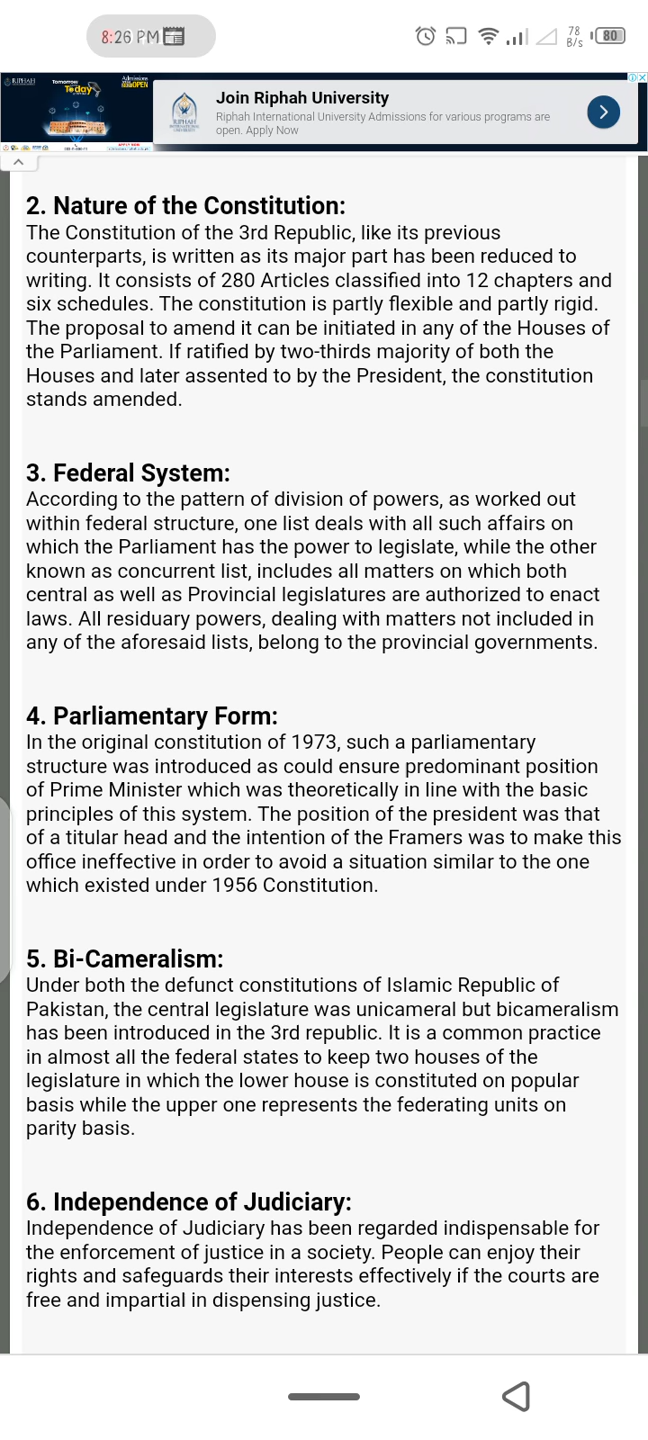 8:26 PM
78
B/s
80
RIPHAH
Tomorrow
Today
Admissions
OPEN
Join Riphah University
Riphah International University Admissions for various programs are
open. Apply Now
2. Nature of the Constitution:
The Constitution of the 3rd Republic, like its previous
counterparts, is written as its major part has been reduced to
writing. It consists of 280 Articles classified into 12 chapters and
six schedules. The constitution is partly flexible and partly rigid.
The proposal to amend it can be initiated in any of the Houses of
the Parliament. If ratified by two-thirds majority of both the
Houses and later assented to by the President, the constitution
stands amended.
3. Federal System:
According to the pattern of division of powers, as worked out
within federal structure, one list deals with all such affairs on
which the Parliament has the power to legislate, while the other
known as concurrent list, includes all matters on which both
central as well as Provincial legislatures are authorized to enact
laws. All residuary powers, dealing with matters not included in
any of the aforesaid lists, belong to the provincial governments.
4. Parliamentary Form:
In the original constitution of 1973, such a parliamentary
structure was introduced as could ensure predominant position
of Prime Minister which was theoretically in line with the basic
principles of this system. The position of the president was that
of a titular head and the intention of the Framers was to make this
office ineffective in order to avoid a situation similar to the one
which existed under 1956 Constitution.
5. Bi-Cameralism:
Under both the defunct constitutions of Islamic Republic of
Pakistan, the central legislature was unicameral but bicameralism
has been introduced in the 3rd republic. It is a common practice
in almost all the federal states to keep two houses of the
legislature in which the lower house is constituted on popular
basis while the upper one represents the federating units on
parity basis.
6. Independence of Judiciary:
Independence of Judiciary has been regarded indispensable for
the enforcement of justice in a society. People can enjoy their
rights and safeguards their interests effectively if the courts are
free and impartial in dispensing justice.